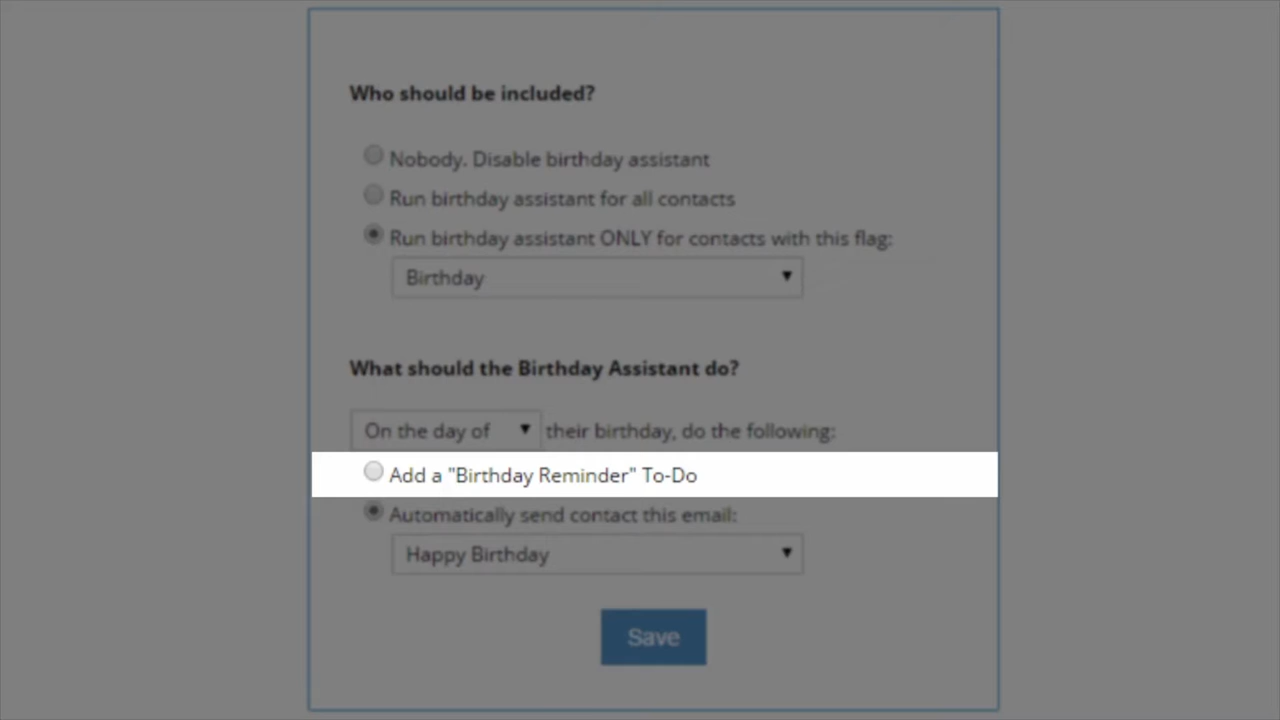 Who should be included?
Nobody. Disable birthday assistant
Run birthday assistant for all contacts
Run birthday assistant ONLY for contacts with this flag:
Birthday
What should the Birthday Assistant do?
On the day of their birthday, do the following:
Add a "Birthday Reminder" To-Do
Automatically send contact this email:
Happy Birthday
Save